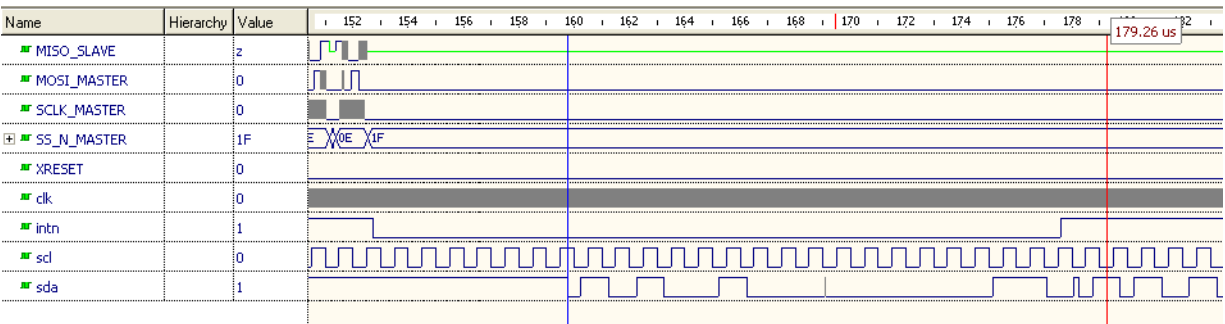 Name Hierarchy Value 152 154 156 158 160 162 164 166 168 170 172 174 176 178 82
179.26 us
MISO_SLAVE z
MOSI_MASTER 0
SCLK_MASTER 0
SS_N_MASTER 1F E 0E 1F
XRESET 0
clk 0
intn 1
scl 0
sda 1